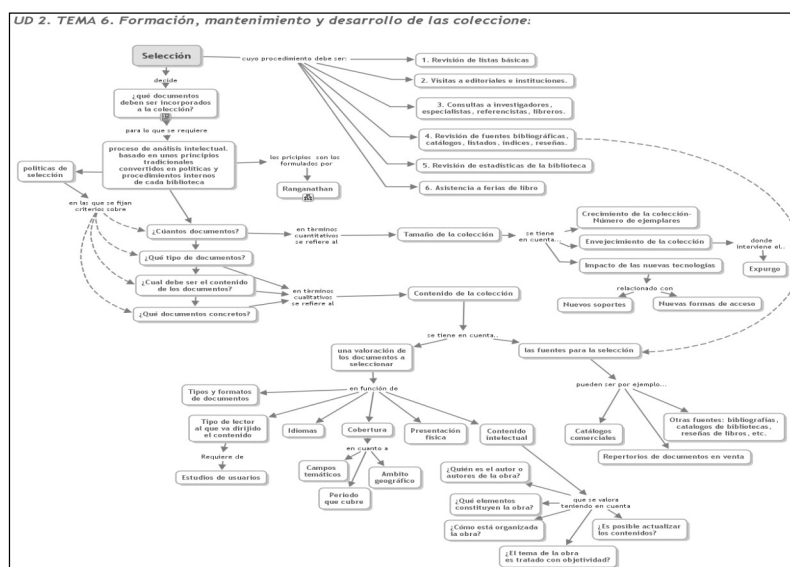 UD 2. TEMA 6. Formación, mantenimiento y desarrollo de las coleccione:
Selección
cuyo procedimiento debe ser:
1. Revisión de listas básicas
2. Visitas a editoriales e instituciones.
3. Consultas a investigadores,
especialistas, referencistas, libreros.
4. Revisión de fuentes bibliográficas,
catálogos, listados, índices, reseñas.
5. Revisión de estadísticas de la biblioteca
6. Asistencia a ferias de libro
decide
¿qué documentos
deben ser incorporados
a la colección?
para lo que se requiere
proceso de análisis intelectual.
basado en unos principios
tradicionales
convertidos en políticas y
procedimientos internos
de cada biblioteca
los pricipios son los
formulados por
Ranganathan
políticas de
selección
en las que se fijan
criterios sobre
¿Cúantos documentos?
¿Qué tipo de documentos?
¿Cual debe ser el contenido
de los documentos?
¿Qué documentos concretos?
en términos
cuantitativos
se refiere al
Tamaño de la colección
se tiene
en cuenta...
Crecimiento de la colección-
Número de ejemplares
Envejecimiento de la colección
donde
interviene el..
Expurgo
Impacto de las nuevas tecnologías
relacionado con
Nuevos soportes
Nuevas formas de acceso
en términos
cualitativos
se refiere al
Contenido de la colección
se tiene en cuenta..
una valoración de
los documentos a
seleccionar
las fuentes para la selección
en función de
Tipos y formatos
de documentos
Tipo de lector
al que va dirijido
el contenido
Requiere de
Estudios de usuarios
Idiomas
Cobertura
en cuanto a
Campos
temáticos
Periodo
que cubre
Ambito
geográfico
Presentación
física
Contenido
intelectual
pueden ser por ejemplo...
Catálogos
comerciales
Repertorios de documentos en venta
Otras fuentes: bibliografías,
catalogos de bibliotecas,
reseñas de libros, etc.
que se valora
teniendo en cuenta
¿Quién es el autor o
autores de la obra?
¿Qué elementos
constituyen la obra?
¿Cómo está organizada
la obra?
¿El tema de la obra
es tratado con objetividad?
¿Es posible actualizar
los contenidos?